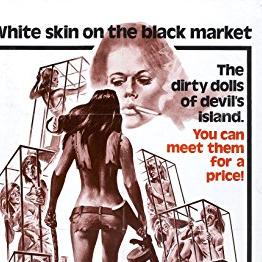 White skin on the black market
The
dirty dolls
of devil's
island.
You can
meet them
for a
price!